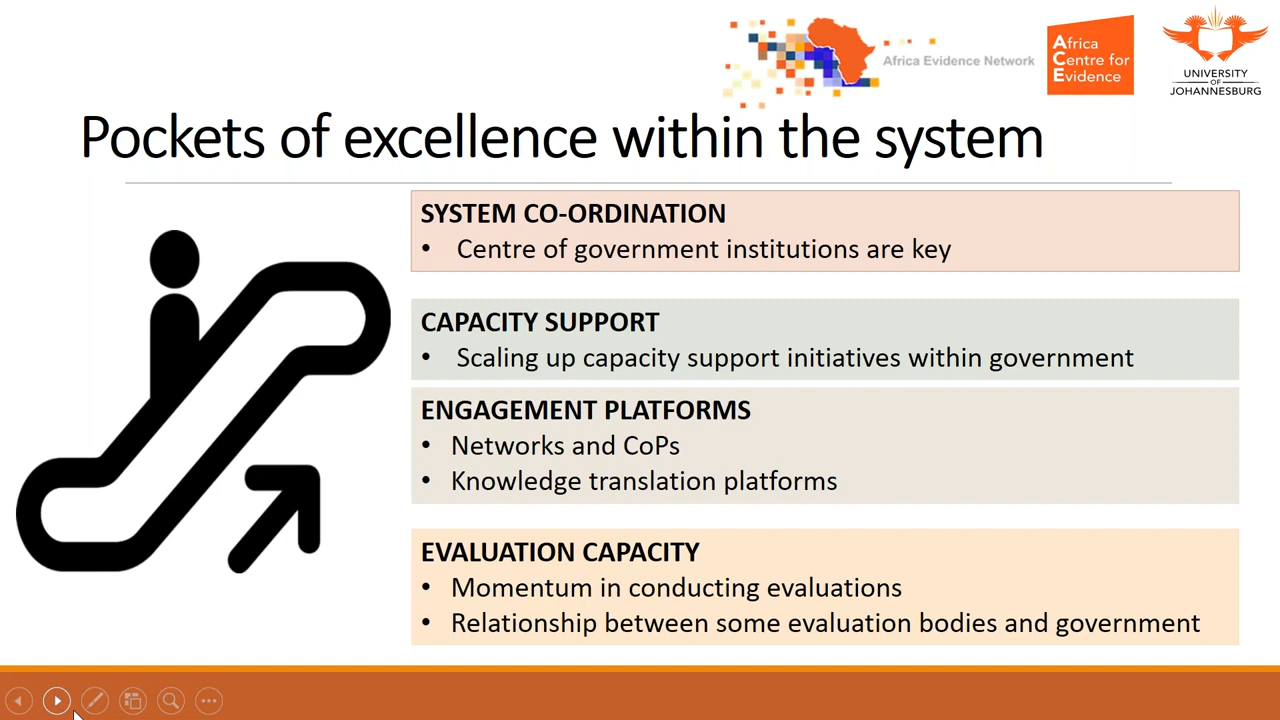 Africa Evidence Network
Africa
Centre for
Evidence
UNIVERSITY
OF
JOHANNESBURG
Pockets of excellence within the system
SYSTEM CO-ORDINATION
• Centre of government institutions are key
CAPACITY SUPPORT
• Scaling up capacity support initiatives within government
ENGAGEMENT PLATFORMS
• Networks and CoPs
• Knowledge translation platforms
EVALUATION CAPACITY
• Momentum in conducting evaluations
• Relationship between some evaluation bodies and government